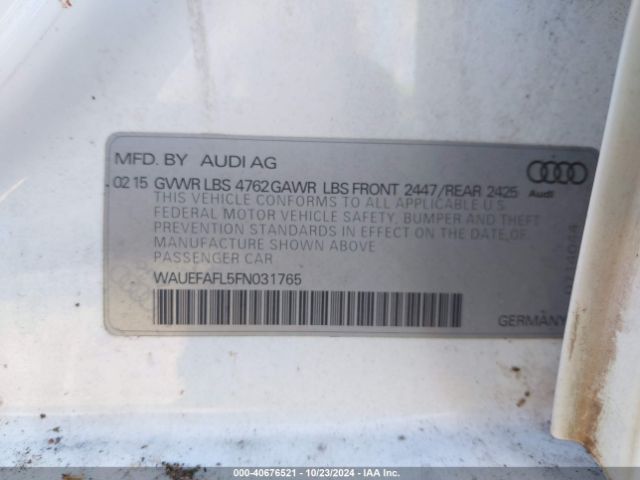 MFD. BY AUDI AG
02 15 GVWR LBS 4762 GAWR LBS FRONT 2447/REAR 2425
Audi
THIS VEHICLE CONFORMS TO ALL APPLICABLE U.S.
FEDERAL MOTOR VEHICLE SAFETY, BUMPER AND THEFT
PREVENTION STANDARDS IN EFFECT ON THE DATE OF
MANUFACTURE SHOWN ABOVE
PASSENGER CAR
WAUEFAFL5FN031765
GERMANY
000-40676521 - 10/23/2024 - IAA Inc.